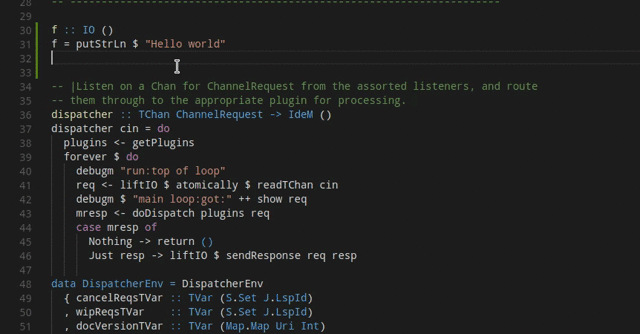 28 -- ------------------------------------------------------------------
29
30 f :: IO ()
31 f = putStrLn $ "Hello world"
32
33
34 -- |Listen on a Chan for ChannelRequest from the assorted listeners, and route
35 -- them through to the appropriate plugin for processing.
36 dispatcher :: TChan ChannelRequest -> IdeM ()
37 dispatcher cin = do
38   plugins <- getPlugins
39   forever $ do
40     debugm "run:top of loop"
41     req <- liftIO $ atomically $ readTChan cin
42     debugm $ "main loop:got:" ++ show req
43     mresp <- doDispatch plugins req
44     case mresp of
45       Nothing -> return ()
46       Just resp -> liftIO $ sendResponse req resp
47
48 data DispatcherEnv = DispatcherEnv
49   { cancelReqsTVar :: TVar (S.Set J.LspId)
50   , wipReqsTVar    :: TVar (S.Set J.LspId)
51   , docVersionTVar :: TVar (Map.Map Uri Int)